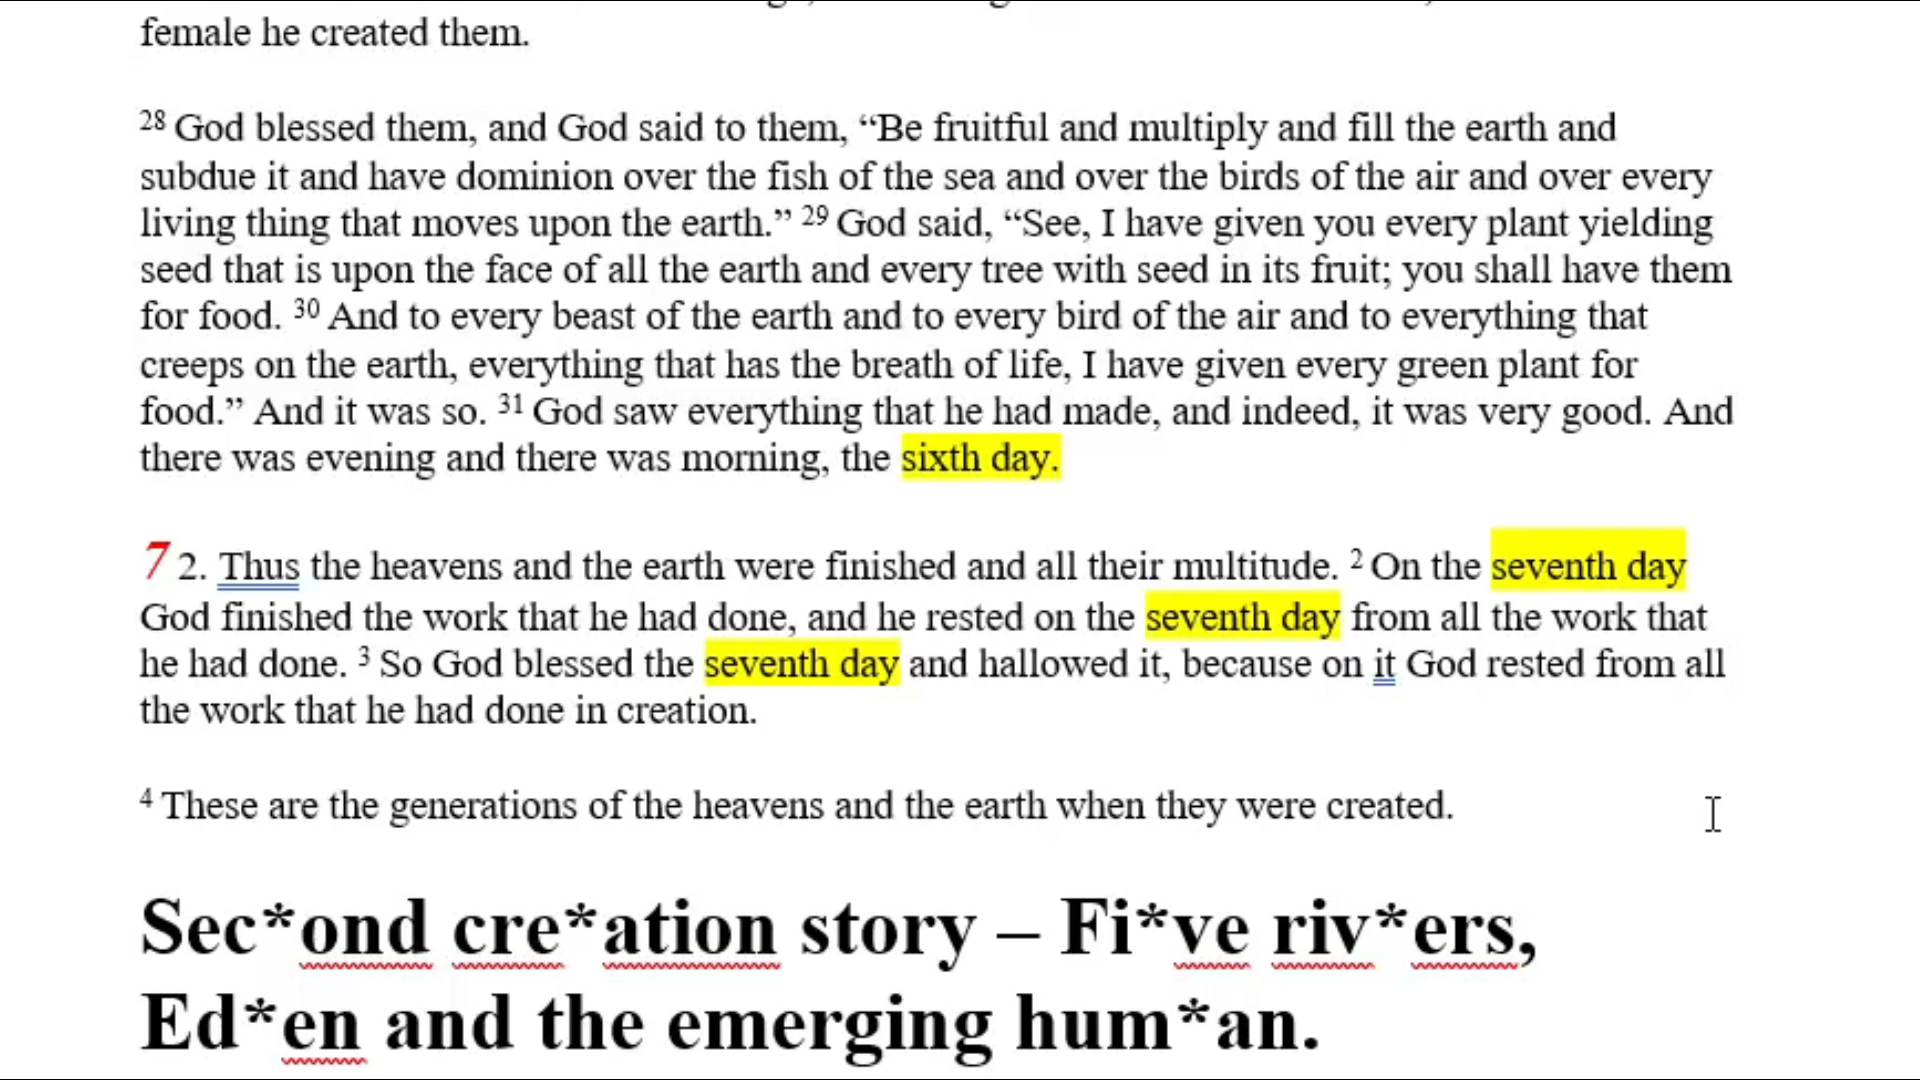 female he created them.
28 God blessed them, and God said to them, “Be fruitful and multiply and fill the earth and
subdue it and have dominion over the fish of the sea and over the birds of the air and over every
living thing that moves upon the earth.” 29 God said, “See, I have given you every plant yielding
seed that is upon the face of all the earth and every tree with seed in its fruit; you shall have them
for food. 30 And to every beast of the earth and to every bird of the air and to everything that
creeps on the earth, everything that has the breath of life, I have given every green plant for
food.” And it was so. 31 God saw everything that he had made, and indeed, it was very good. And
there was evening and there was morning, the sixth day.
7 2. Thus the heavens and the earth were finished and all their multitude. 2 On the seventh day
God finished the work that he had done, and he rested on the seventh day from all the work that
he had done. 3 So God blessed the seventh day and hallowed it, because on it God rested from all
the work that he had done in creation.
4 These are the generations of the heavens and the earth when they were created.
Sec*ond cre*ation story – Fi*ve riv*ers,
Ed*en and the emerging hum*an.